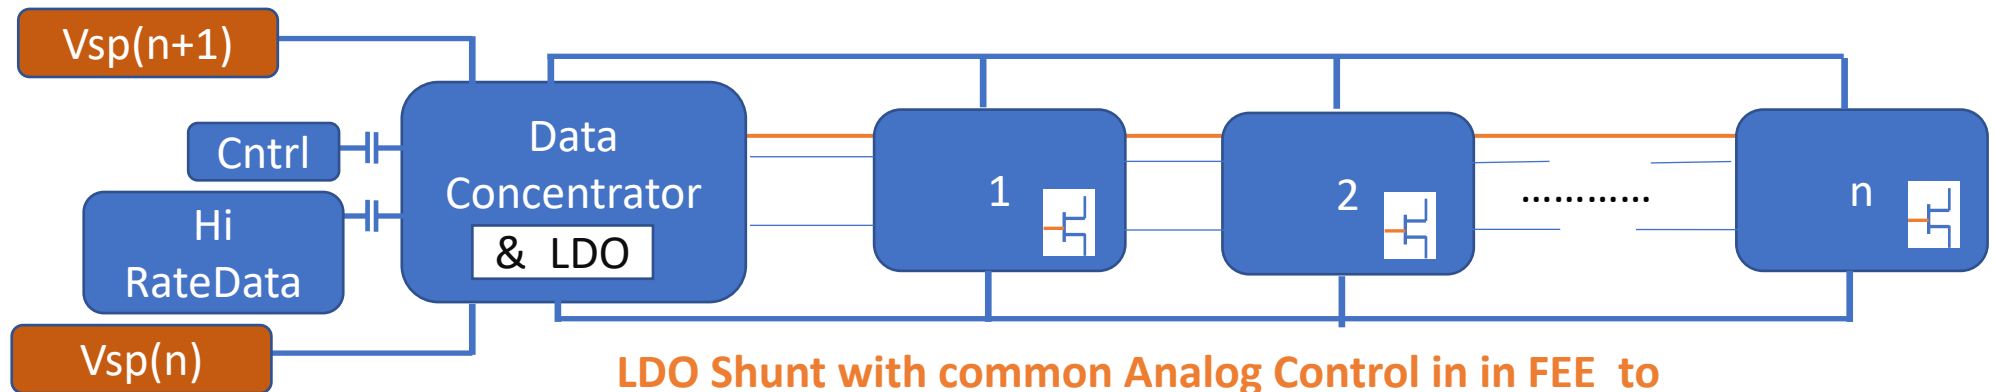 Vsp(n+1)
Cntrl
Hi
RateData
Vsp(n)
Data
Concentrator
& LDO
1
2
............
n
LDO Shunt with common Analog Control in in FEE to